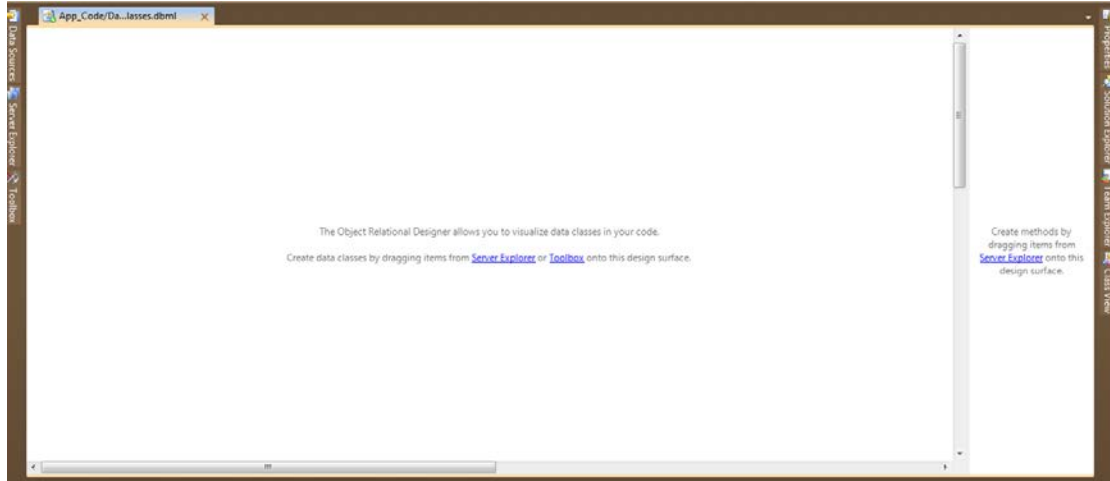 App_Code/Da...lasses.dbml
Data Sources
Server Explorer
Toolbox
The Object Relational Designer allows you to visualize data classes in your code.
Create data classes by dragging items from Server Explorer or Toolbox onto this design surface.
Create methods by
dragging items from
Server Explorer onto this
design surface.
Properties
Solution Explorer
Team Explorer
Class View